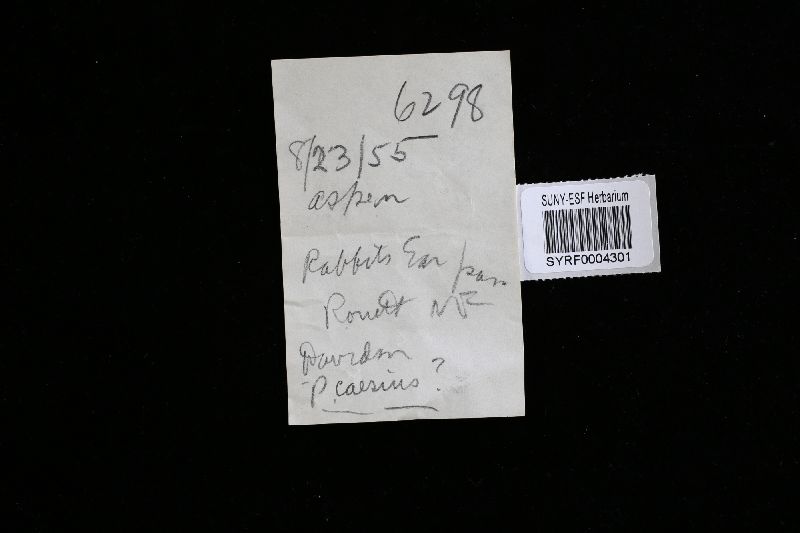 6298
8/23/55
aspen
Rabbits Ear pass
Routt NF
Davidson
P. caesius?
SUNY-ESF Herbarium
SYRF0004301